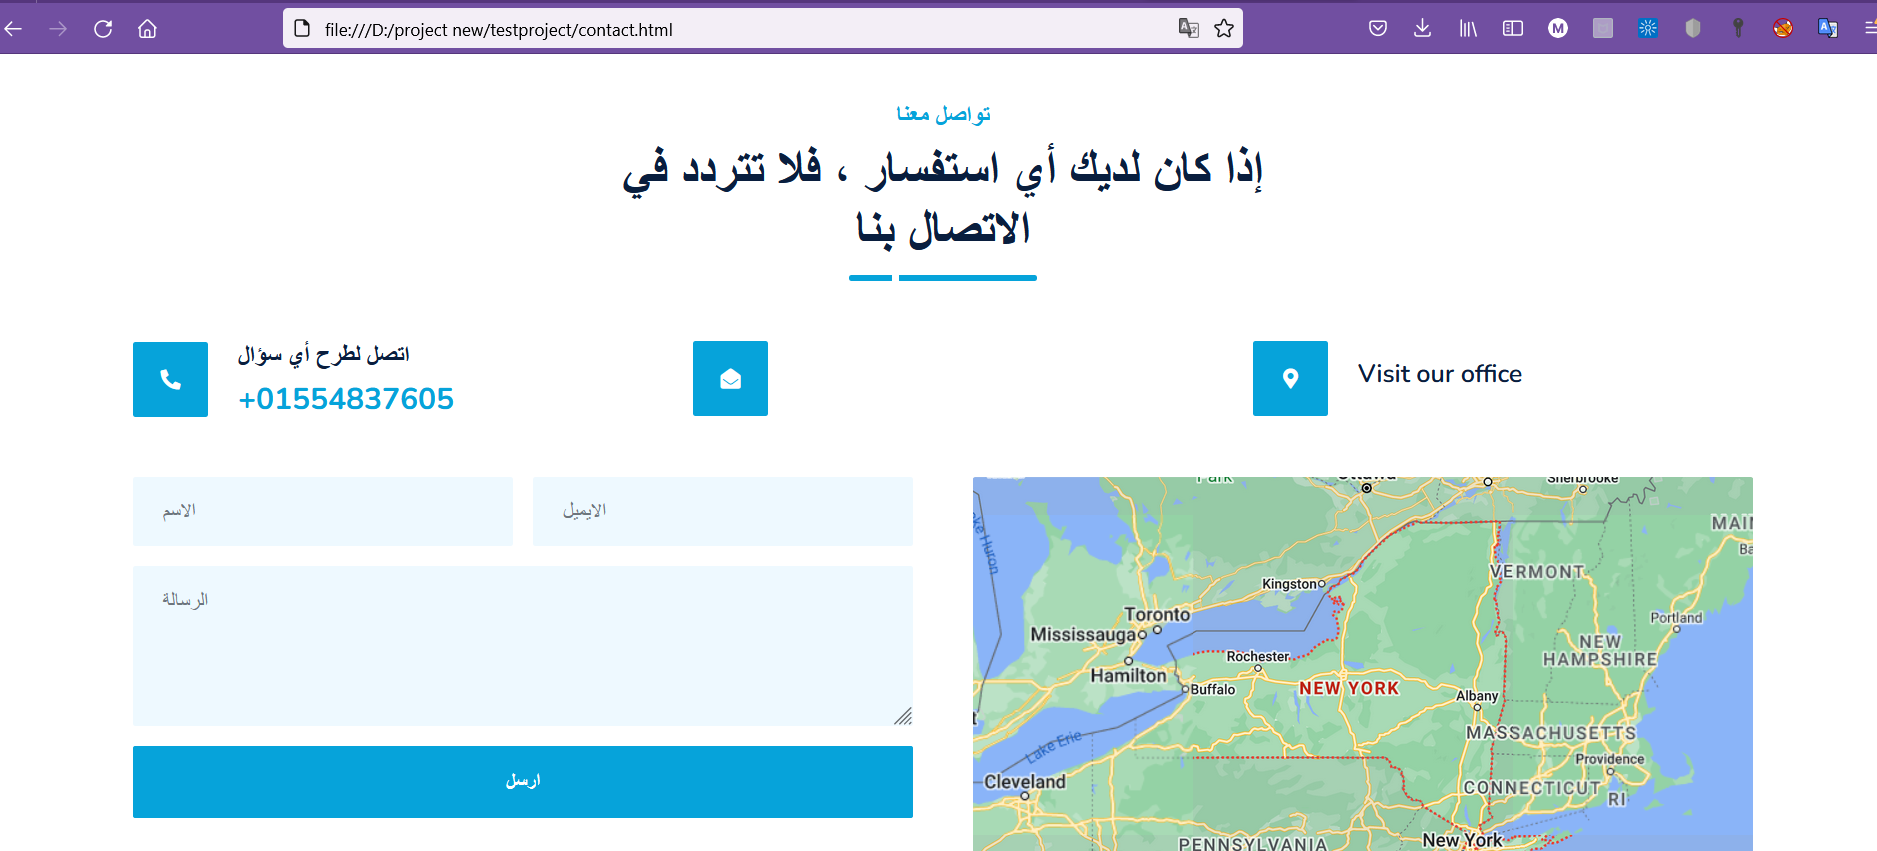 file:///D:/project new/testproject/contact.html
تواصل معنا
إذا كان لديك أي استفسار ، فلا تتردد في
الاتصال بنا
اتصل لطرح أي سؤال
+01554837605
Visit our office
الاسم
الايميل
الرسالة
ارسل
Park
Ottawa
Sherbrooke
Lake Huron
MAI
Ba
VERMONT
Kingston
Toronto
Portland
Mississauga
NEW
HAMPSHIRE
Rochester
Hamilton
Buffalo
NEW YORK
Albany
MASSACHUSETTS
Lake Erie
Providence
Cleveland
CONNECTICUT
RI
New York
PENNSYLVANIA